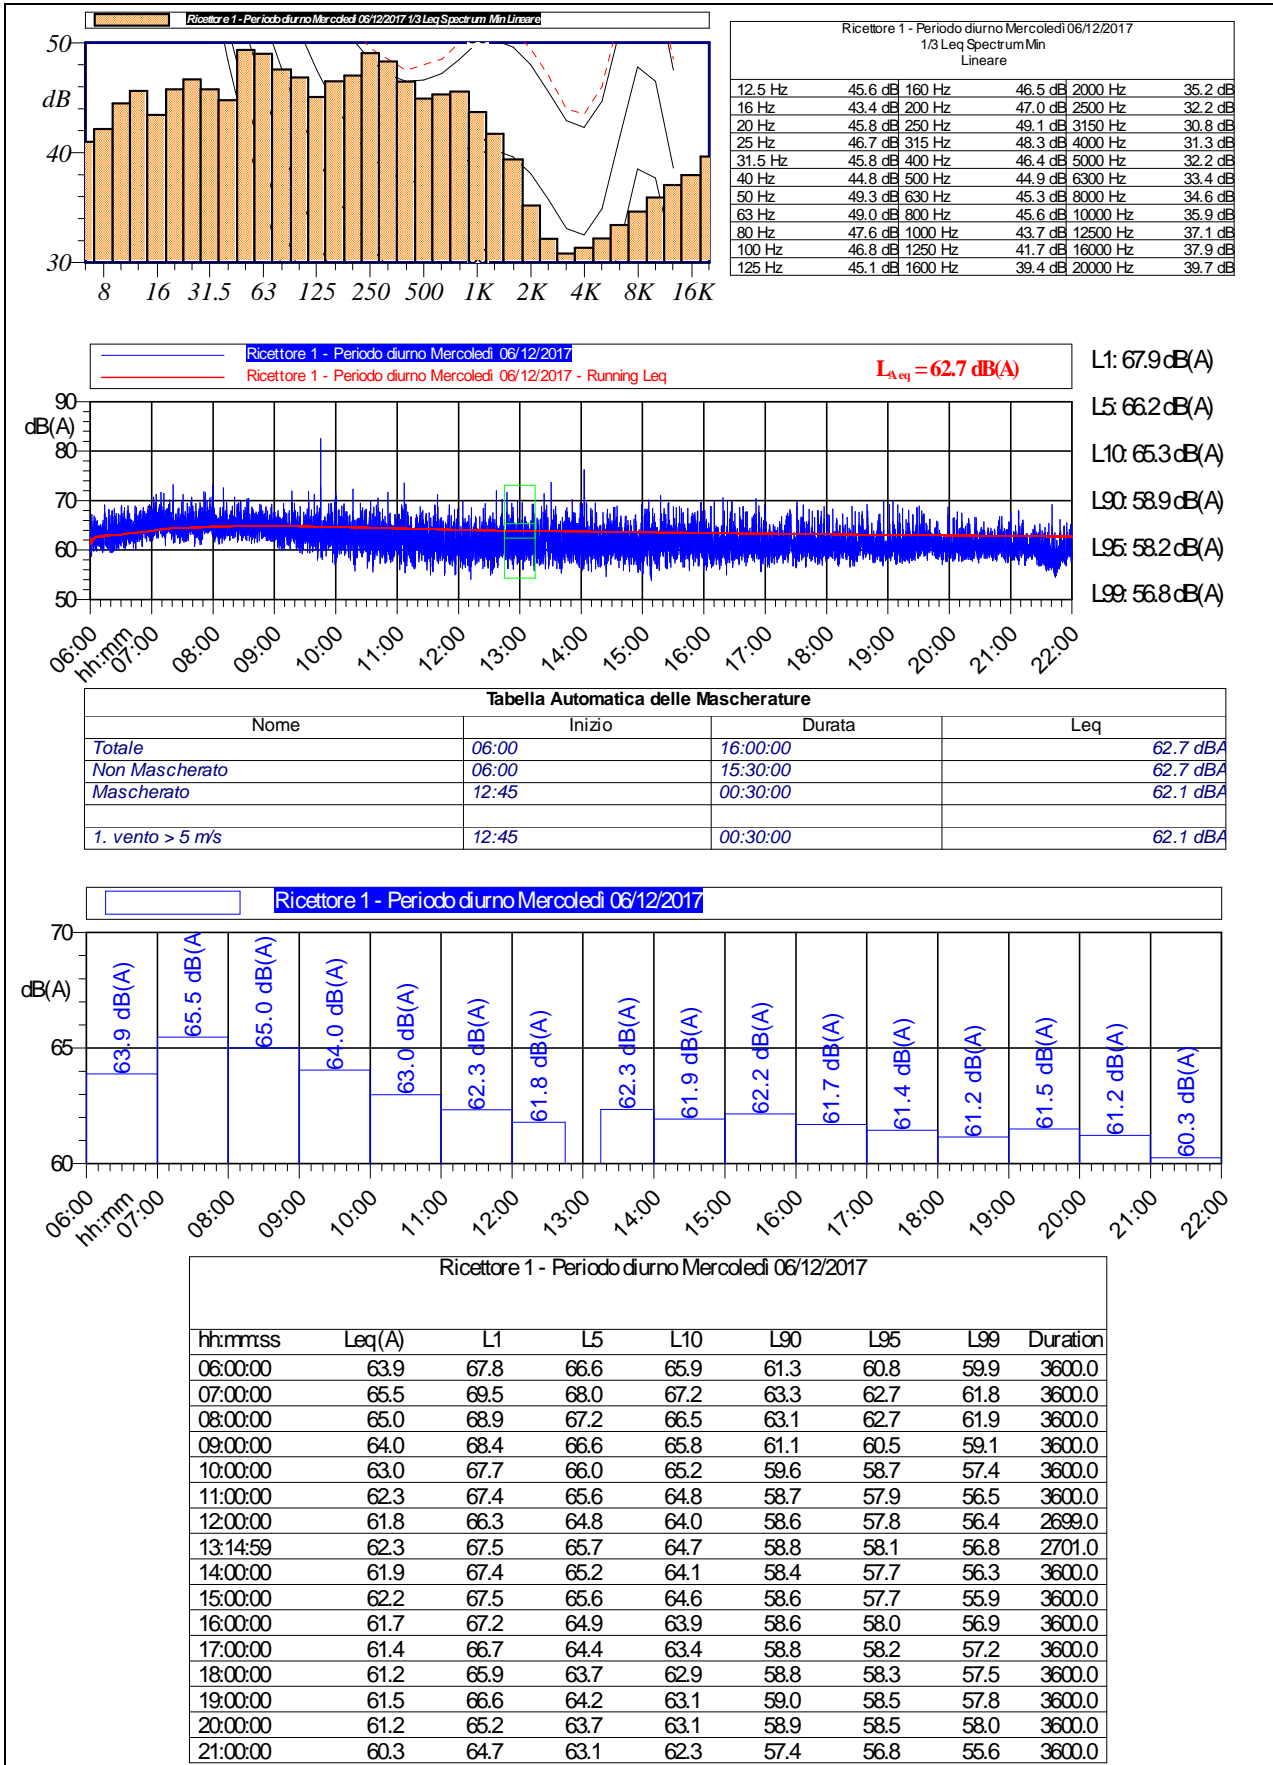 Ricettore 1 - Periodo diurno Mercoledì 06/12/2017 1/3 Leq Spectrum Min Lineare
50
dB
40
30
8 16 31.5 63 125 250 500 1K 2K 4K 8K 16K
Ricettore 1 - Periodo diurno Mercoledì 06/12/2017
1/3 Leq Spectrum Min
Lineare
12.5 Hz 45.6 dB 160 Hz 46.5 dB 2000 Hz 35.2 dB
16 Hz 43.4 dB 200 Hz 47.0 dB 2500 Hz 32.2 dB
20 Hz 45.8 dB 250 Hz 49.1 dB 3150 Hz 30.8 dB
25 Hz 46.7 dB 315 Hz 48.3 dB 4000 Hz 31.3 dB
31.5 Hz 45.8 dB 400 Hz 46.4 dB 5000 Hz 32.2 dB
40 Hz 44.8 dB 500 Hz 44.9 dB 6300 Hz 33.4 dB
50 Hz 49.3 dB 630 Hz 45.3 dB 8000 Hz 34.6 dB
63 Hz 49.0 dB 800 Hz 45.6 dB 10000 Hz 35.9 dB
80 Hz 47.6 dB 1000 Hz 43.7 dB 12500 Hz 37.1 dB
100 Hz 46.8 dB 1250 Hz 41.7 dB 16000 Hz 37.9 dB
125 Hz 45.1 dB 1600 Hz 39.4 dB 20000 Hz 39.7 dB
Ricettore 1 - Periodo diurno Mercoledì 06/12/2017
Ricettore 1 - Periodo diurno Mercoledì 06/12/2017 - Running Leq
LAeq = 62.7 dB(A)
L1: 67.9 dB(A)
L5: 66.2 dB(A)
L10: 65.3 dB(A)
L90: 58.9 dB(A)
L95: 58.2 dB(A)
L99: 56.8 dB(A)
90
dB(A)
80
70
60
50
06:00 07:00 08:00 09:00 10:00 11:00 12:00 13:00 14:00 15:00 16:00 17:00 18:00 19:00 20:00 21:00 22:00
hh:mm
Tabella Automatica delle Mascherature
Nome Inizio Durata Leq
Totale 06:00 16:00:00 62.7 dBA
Non Mascherato 06:00 15:30:00 62.7 dBA
Mascherato 12:45 00:30:00 62.1 dBA
1. vento > 5 m/s 12:45 00:30:00 62.1 dBA
Ricettore 1 - Periodo diurno Mercoledì 06/12/2017
70
dB(A)
65
60
63.9 dB(A)
65.5 dB(A)
65.0 dB(A)
64.0 dB(A)
63.0 dB(A)
62.3 dB(A)
61.8 dB(A)
62.3 dB(A)
61.9 dB(A)
62.2 dB(A)
61.7 dB(A)
61.4 dB(A)
61.2 dB(A)
61.5 dB(A)
61.2 dB(A)
60.3 dB(A)
06:00 07:00 08:00 09:00 10:00 11:00 12:00 13:00 14:00 15:00 16:00 17:00 18:00 19:00 20:00 21:00 22:00
hh:mm
Ricettore 1 - Periodo diurno Mercoledì 06/12/2017
hh:mm:ss Leq(A) L1 L5 L10 L90 L95 L99 Duration
06:00:00 63.9 67.8 66.6 65.9 61.3 60.8 59.9 3600.0
07:00:00 65.5 69.5 68.0 67.2 63.3 62.7 61.8 3600.0
08:00:00 65.0 68.9 67.2 66.5 63.1 62.7 61.9 3600.0
09:00:00 64.0 68.4 66.6 65.8 61.1 60.5 59.1 3600.0
10:00:00 63.0 67.7 66.0 65.2 59.6 58.7 57.4 3600.0
11:00:00 62.3 67.4 65.6 64.8 58.7 57.9 56.5 3600.0
12:00:00 61.8 66.3 64.8 64.0 58.6 57.8 56.4 2699.0
13:14:59 62.3 67.5 65.7 64.7 58.8 58.1 56.8 2701.0
14:00:00 61.9 67.4 65.2 64.1 58.4 57.7 56.3 3600.0
15:00:00 62.2 67.5 65.6 64.6 58.6 57.7 55.9 3600.0
16:00:00 61.7 67.2 64.9 63.9 58.6 58.0 56.9 3600.0
17:00:00 61.4 66.7 64.4 63.4 58.8 58.2 57.2 3600.0
18:00:00 61.2 65.9 63.7 62.9 58.8 58.3 57.5 3600.0
19:00:00 61.5 66.6 64.2 63.1 59.0 58.5 57.8 3600.0
20:00:00 61.2 65.2 63.7 63.1 58.9 58.5 58.0 3600.0
21:00:00 60.3 64.7 63.1 62.3 57.4 56.8 55.6 3600.0